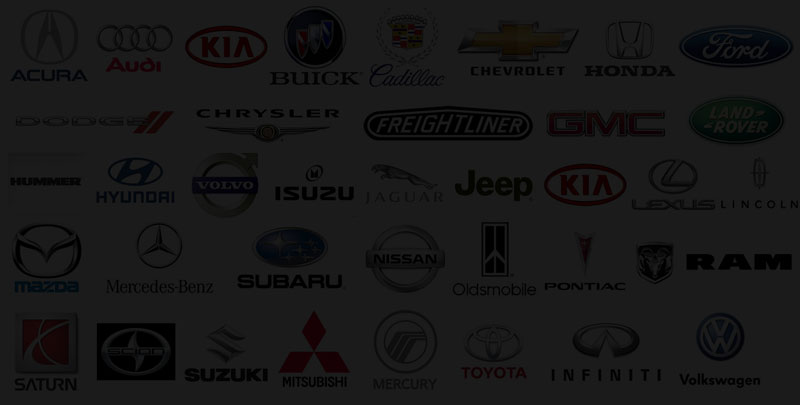 ACURA Audi KIA BUICK Cadillac CHEVROLET HONDA Ford
DODGE CHRYSLER FREIGHTLINER GMC LAND ROVER
HUMMER HYUNDAI VOLVO ISUZU JAGUAR Jeep KIA LEXUS LINCOLN
mazda Mercedes-Benz SUBARU NISSAN Oldsmobile PONTIAC RAM
SATURN SCION SUZUKI MITSUBISHI MERCURY TOYOTA INFINITI Volkswagen